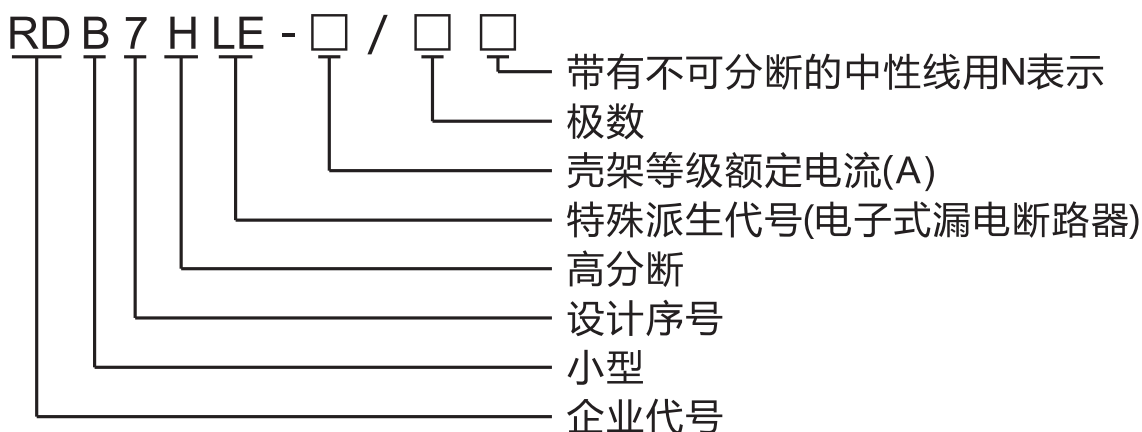 RD B 7 H LE - □ / □ □
带有不可分断的中性线用N表示
极数
壳架等级额定电流(A)
特殊派生代号(电子式漏电断路器)
高分断
设计序号
小型
企业代号